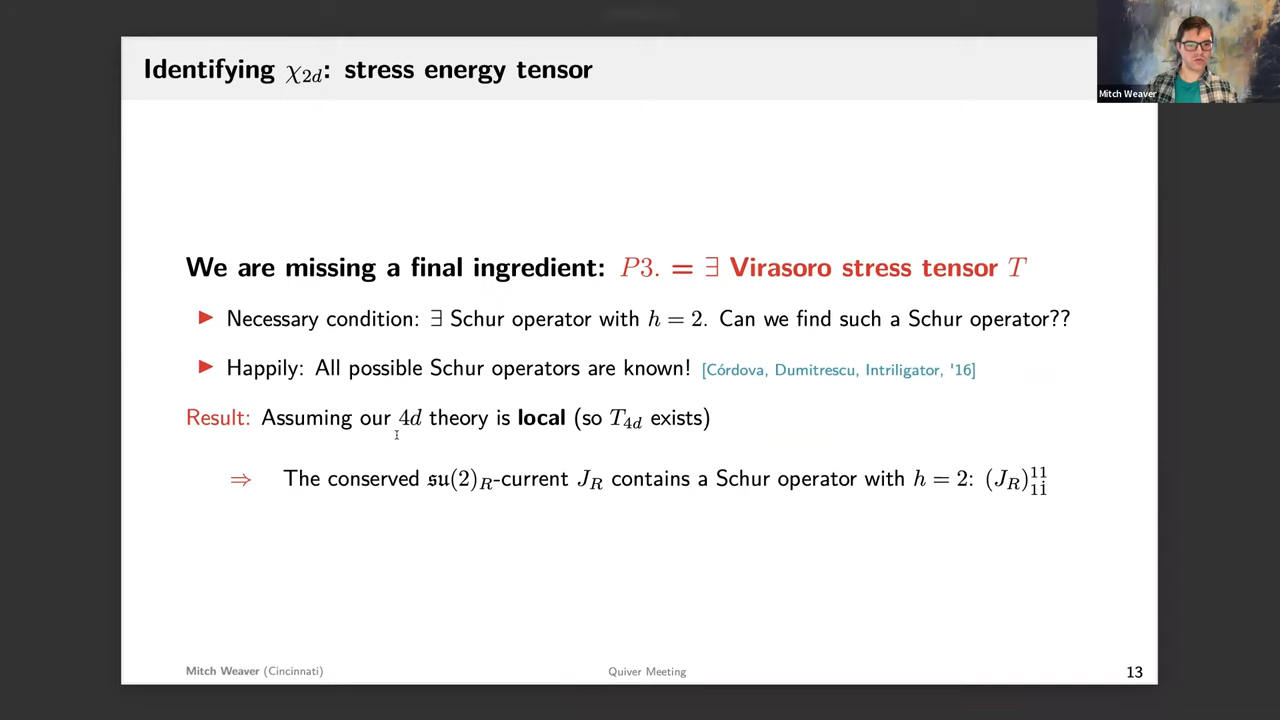 Identifying χ2d: stress energy tensor
Mitch Weaver
We are missing a final ingredient: P3. = ∃ Virasoro stress tensor T
▶ Necessary condition: ∃ Schur operator with h = 2. Can we find such a Schur operator??
▶ Happily: All possible Schur operators are known! [Córdova, Dumitrescu, Intriligator, '16]
Result: Assuming our 4d theory is local (so T4d exists)
⇒ The conserved 𝔰𝔲(2)R-current JR contains a Schur operator with h = 2: (JR)^{11}_{1\dot{1}}
Mitch Weaver (Cincinnati)
Quiver Meeting
13